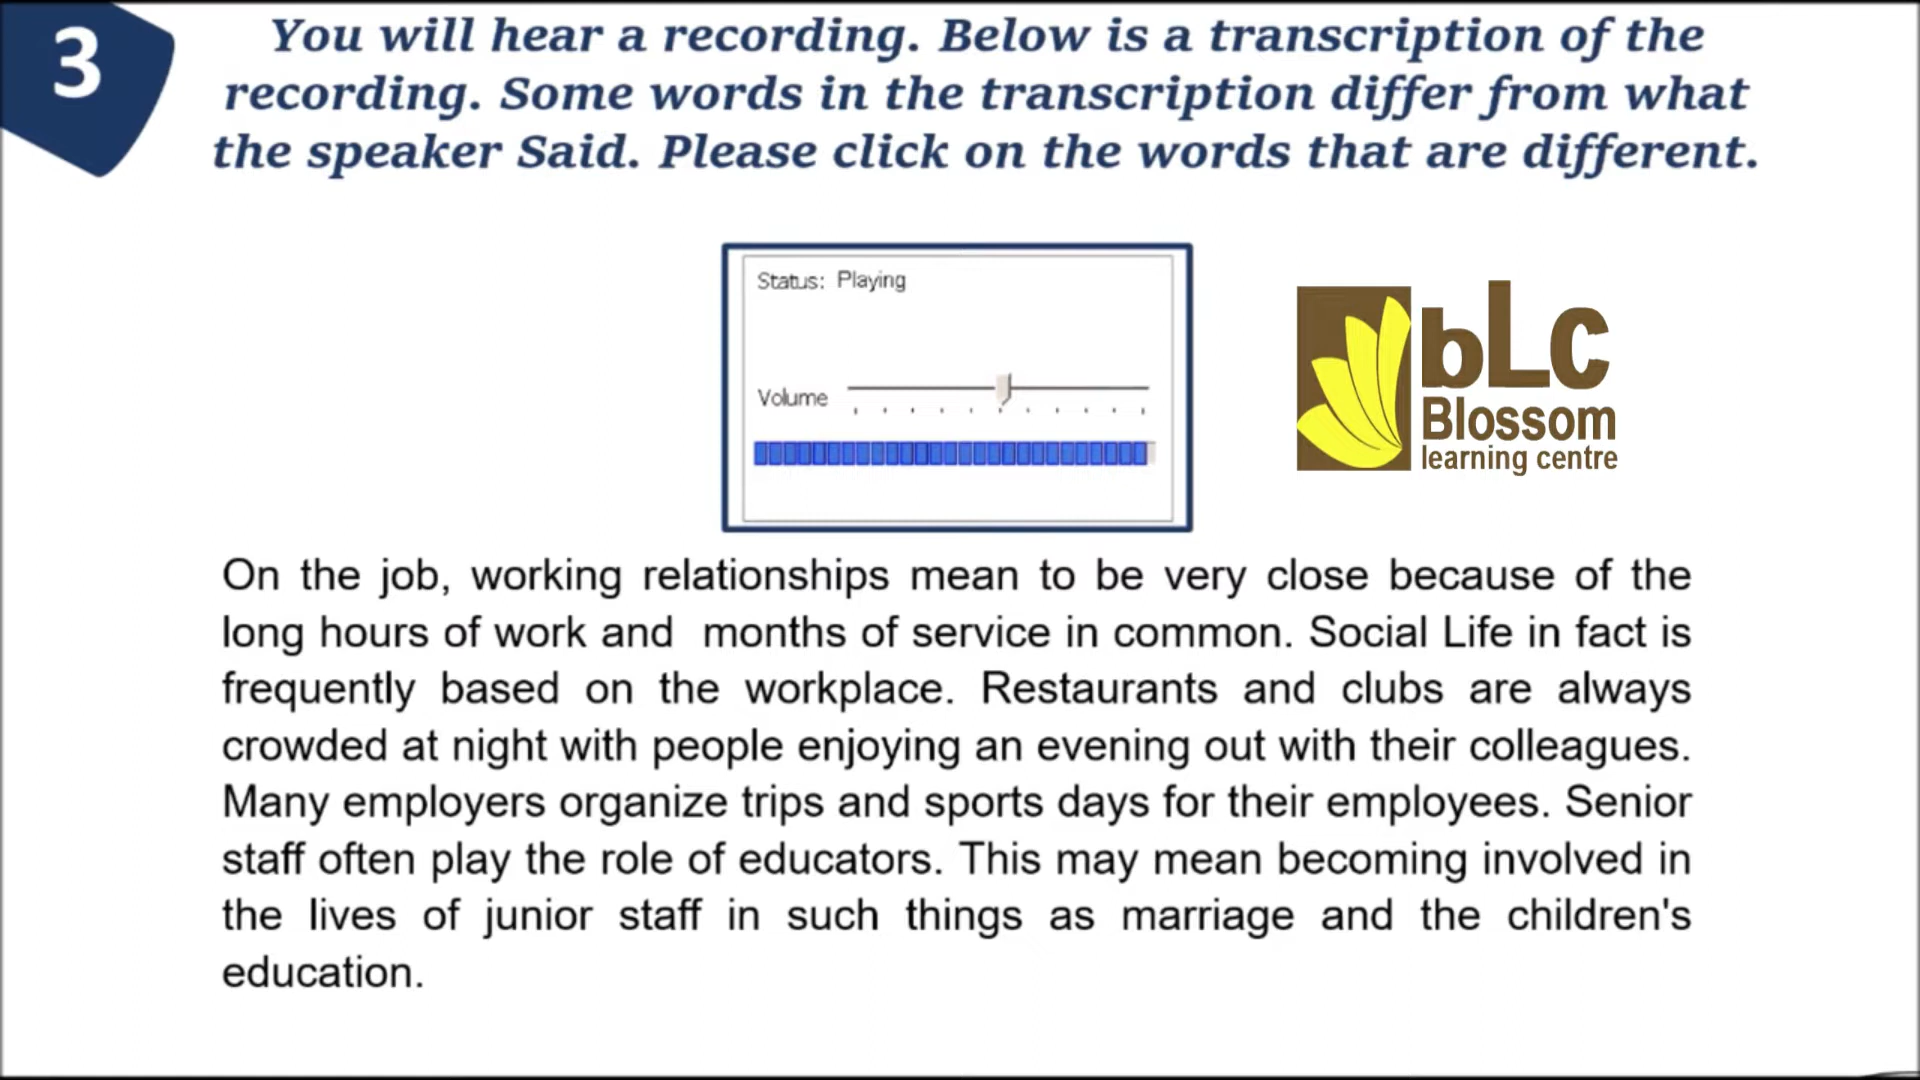 3
You will hear a recording. Below is a transcription of the
recording. Some words in the transcription differ from what
the speaker Said. Please click on the words that are different.
Status: Playing
Volume
bLc
Blossom
learning centre
On the job, working relationships mean to be very close because of the
long hours of work and months of service in common. Social Life in fact is
frequently based on the workplace. Restaurants and clubs are always
crowded at night with people enjoying an evening out with their colleagues.
Many employers organize trips and sports days for their employees. Senior
staff often play the role of educators. This may mean becoming involved in
the lives of junior staff in such things as marriage and the children's
education.